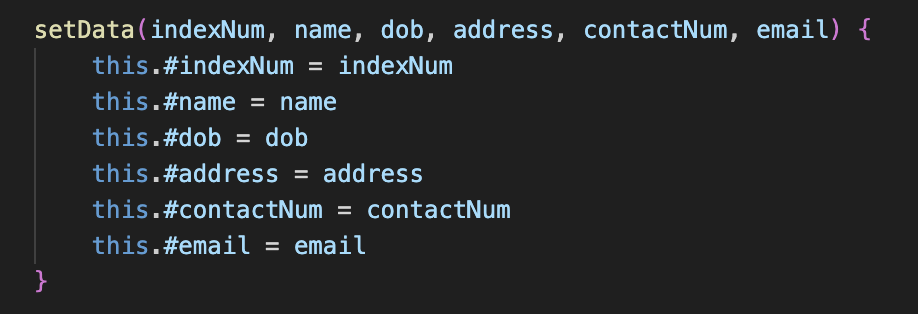 setData(indexNum, name, dob, address, contactNum, email) {
    this.#indexNum = indexNum
    this.#name = name
    this.#dob = dob
    this.#address = address
    this.#contactNum = contactNum
    this.#email = email
}